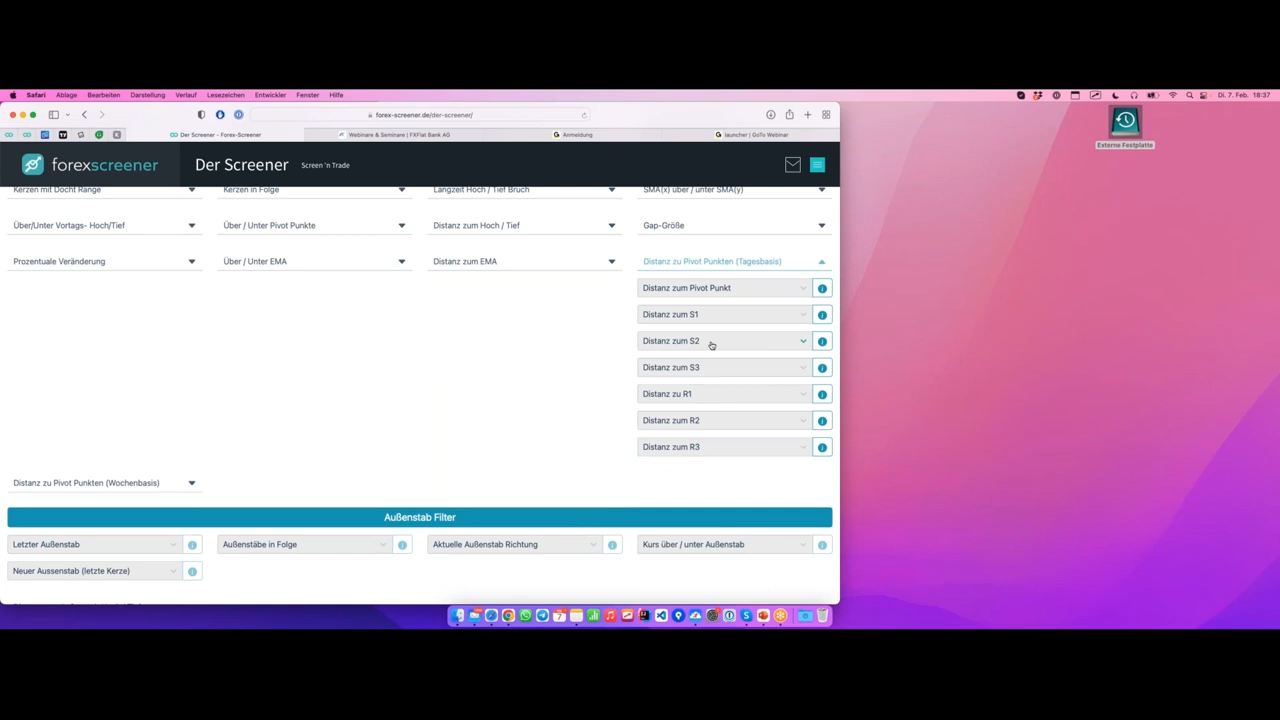 Safari Ablage Bearbeiten Darstellung Verlauf Lesezeichen Entwickler Fenster Hilfe Di. 7. Feb. 18:37
forex-screener.de/der-screener/
Der Screener - Forex-Screener Webinare & Seminare | FXFlat Bank AG Anmeldung launcher | GoTo Webinar
forexscreener Der Screener Screen 'n Trade
Externe Festplatte
Kerzen mit Docht Range Kerzen in Folge Langzeit Hoch / Tief Bruch SMA(x) über / unter SMA(y)
Über/Unter Vortags- Hoch/Tief Über / Unter Pivot Punkte Distanz zum Hoch / Tief Gap-Größe
Prozentuale Veränderung Über / Unter EMA Distanz zum EMA Distanz zu Pivot Punkten (Tagesbasis)
Distanz zum Pivot Punkt
Distanz zum S1
Distanz zum S2
Distanz zum S3
Distanz zu R1
Distanz zum R2
Distanz zum R3
Distanz zu Pivot Punkten (Wochenbasis)
Außenstab Filter
Letzter Außenstab Außenstäbe in Folge Aktuelle Außenstab Richtung Kurs über / unter Außenstab
Neuer Aussenstab (letzte Kerze)